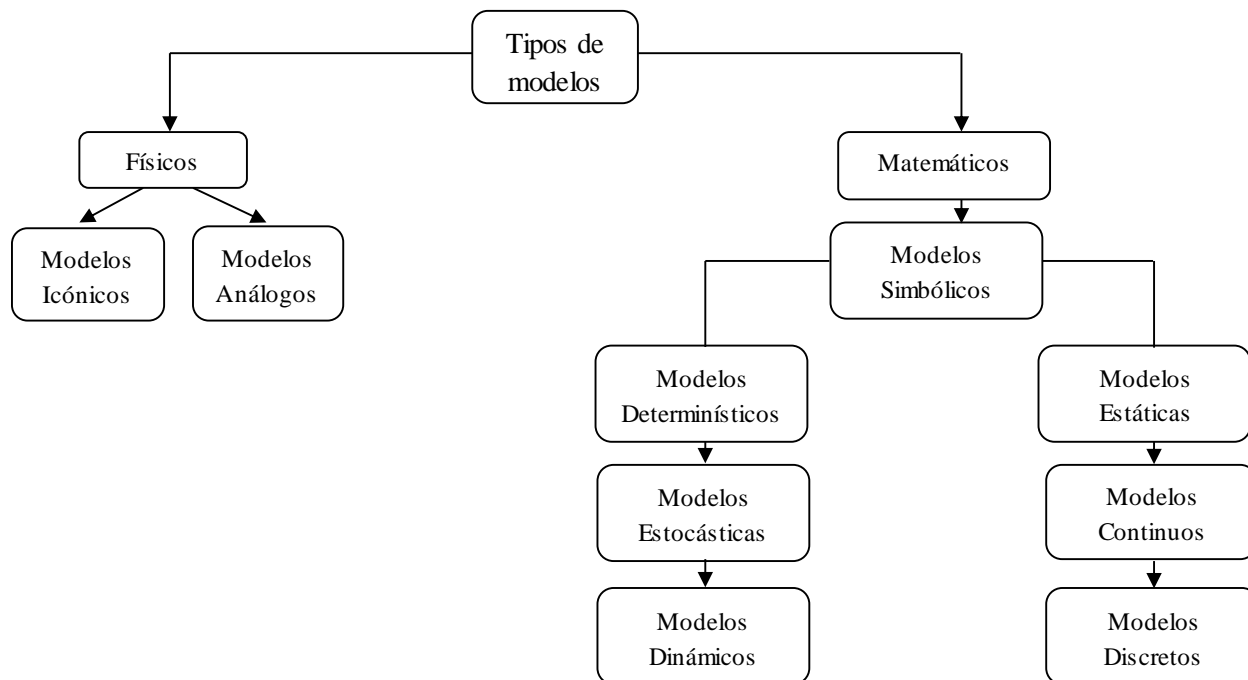 Tipos de
modelos
Físicos
Matemáticos
Modelos
Icónicos
Modelos
Análogos
Modelos
Simbólicos
Modelos
Determinísticos
Modelos
Estáticas
Modelos
Estocásticas
Modelos
Continuos
Modelos
Dinámicos
Modelos
Discretos